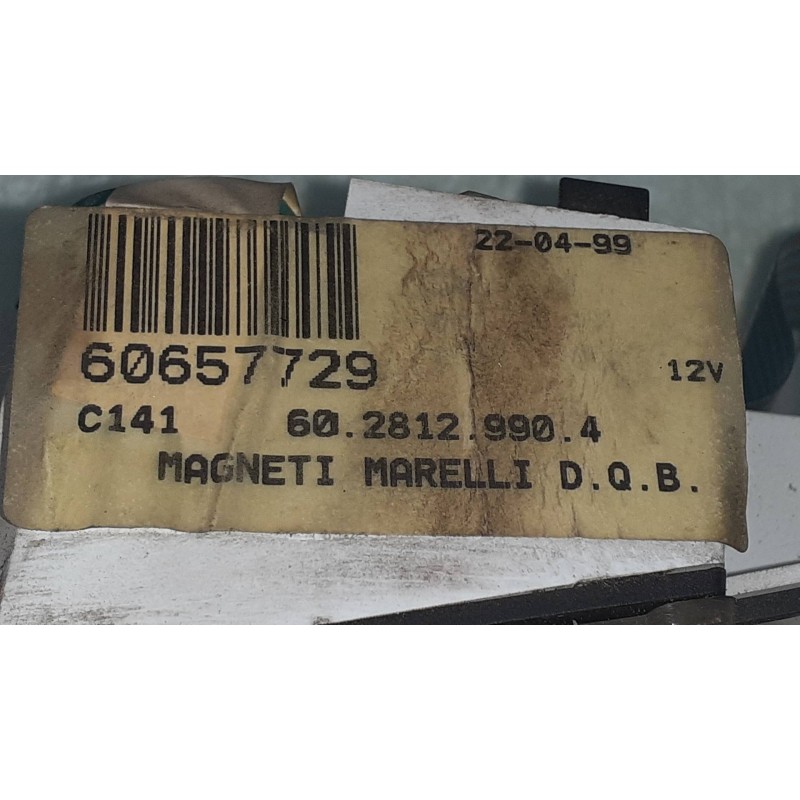 22-04-99
60657729
12V
C141 60.2812.990.4
MAGNETI MARELLI D.Q.B.